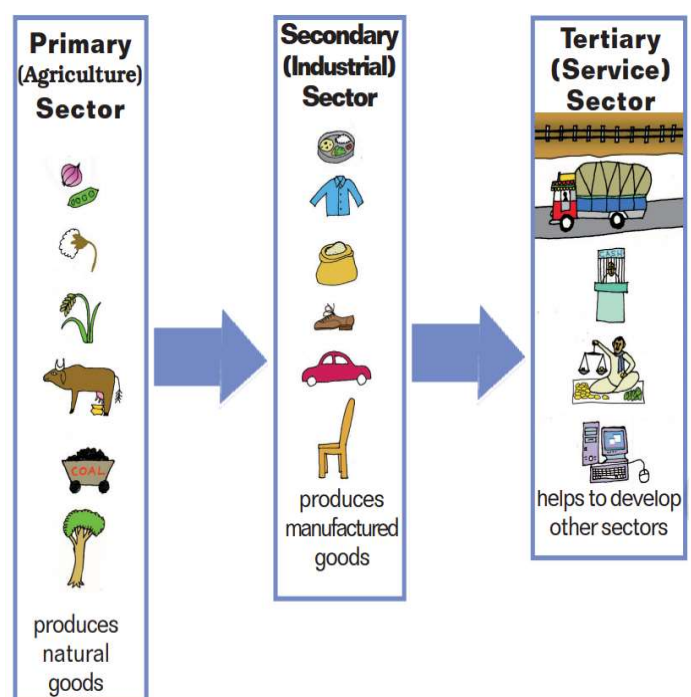 Primary
(Agriculture)
Sector
COAL
produces
natural
goods
Secondary
(Industrial)
Sector
produces
manufactured
goods
Tertiary
(Service)
Sector
CASH
helps to develop
other sectors